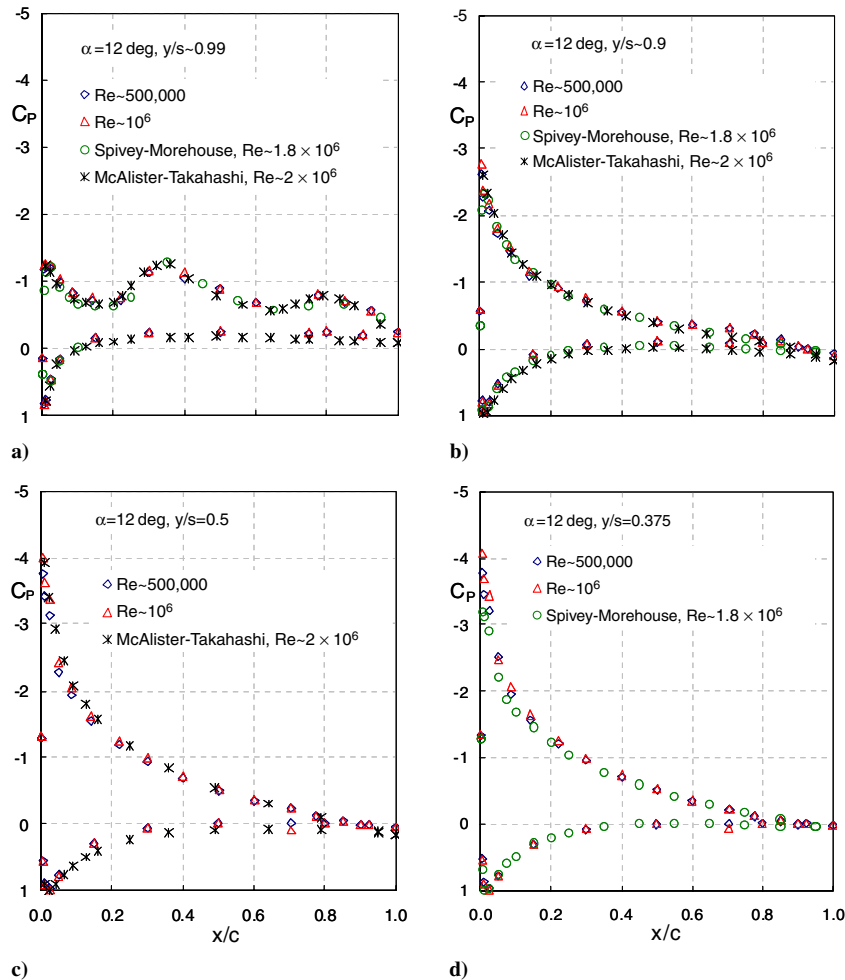 -5
-4
-3
-2
-1
0
1
C_P
α=12 deg, y/s~0.99
Re~500,000
Re~10⁶
Spivey-Morehouse, Re~1.8 × 10⁶
McAlister-Takahashi, Re~2 × 10⁶
a)
-5
-4
-3
-2
-1
0
1
C_P
α=12 deg, y/s~0.9
Re~500,000
Re~10⁶
Spivey-Morehouse, Re~1.8 × 10⁶
McAlister-Takahashi, Re~2 × 10⁶
b)
-5
-4
-3
-2
-1
0
1
C_P
α=12 deg, y/s=0.5
Re~500,000
Re~10⁶
McAlister-Takahashi, Re~2 × 10⁶
0.0 0.2 0.4 0.6 0.8 1.0
x/c
c)
-5
-4
-3
-2
-1
0
1
C_P
α=12 deg, y/s=0.375
Re~500,000
Re~10⁶
Spivey-Morehouse, Re~1.8 × 10⁶
0.0 0.2 0.4 0.6 0.8 1.0
x/c
d)